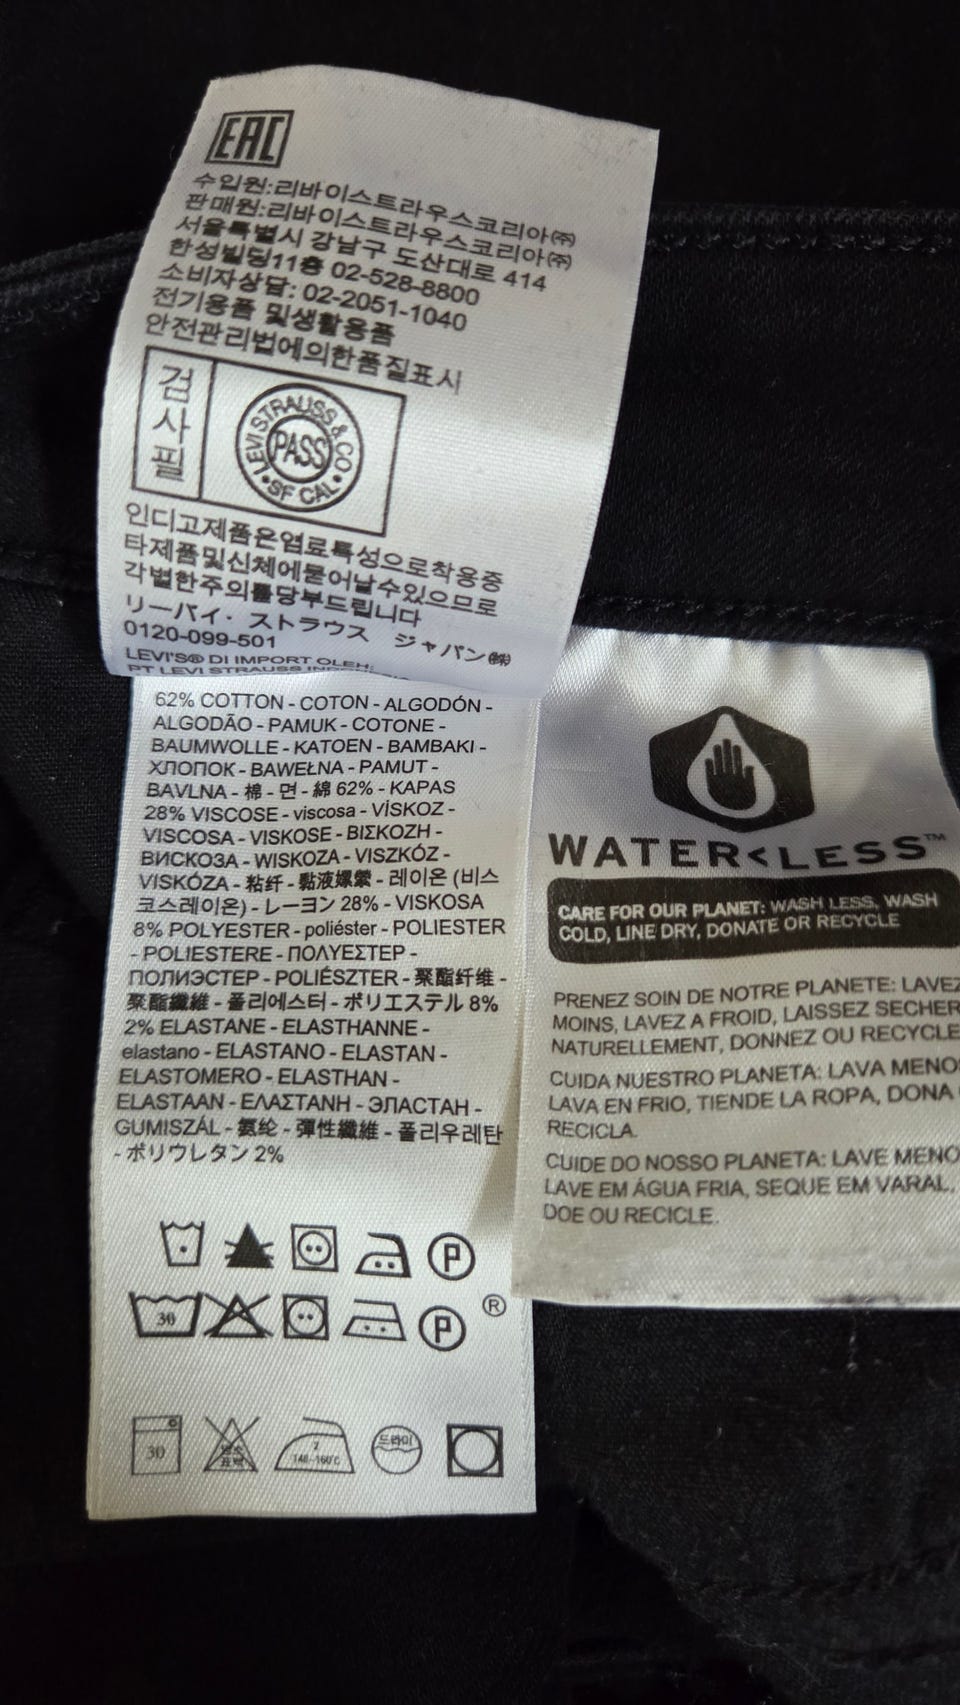 EAC
수입원:리바이스트라우스코리아㈜
판매원:리바이스트라우스코리아㈜
서울특별시 강남구 도산대로 414
한성빌딩11층 02-528-8800
소비자상담: 02-2051-1040
전기용품 및생활용품
안전관리법에의한품질표시
검사필
LEVI STRAUSS & CO
PASS
SF CAL
인디고제품은염료특성으로착용중
타제품및신체에묻어날수있으므로
각별한주의를당부드립니다
リーバイ・ストラウス ジャパン㈱
0120-099-501
LEVI'S® DI IMPORT OLEH:
PT LEVI STRAUSS INDONESIA
62% COTTON - COTON - ALGODÓN -
ALGODÃO - PAMUK - COTONE -
BAUMWOLLE - KATOEN - BAMBAKI -
ХЛОПОК - BAWEŁNA - PAMUT -
BAVLNA - 棉 - 면 - 綿 62% - KAPAS
28% VISCOSE - viscosa - VİSKOZ -
VISCOSA - VISKOSE - ΒΙΣΚΟΖΗ -
ВИСКОЗА - WISKOZA - VISZKÓZ -
VISKÓZA - 粘纤 - 黏液嫘縈 - 레이온 (비스
코스레이온) - レーヨン 28% - VISKOSA
8% POLYESTER - poliéster - POLIESTER
- POLIESTERE - ΠΟΛΥΕΣΤΕΡ -
ПОЛИЭСТЕР - POLIÉSZTER - 聚酯纤维 -
聚酯纖維 - 폴리에스터 - ポリエステル 8%
2% ELASTANE - ELASTHANNE -
elastano - ELASTANO - ELASTAN -
ELASTOMERO - ELASTHAN -
ELASTAAN - ΕΛΑΣΤΑΝΗ - ЭЛАСТАН -
GUMISZÁL - 氨纶 - 彈性纖維 - 폴리우레탄
- ポリウレタン 2%
P
30 P ®
30 염소 표백 2 140~160°C 드라이
WATER<LESS™
CARE FOR OUR PLANET: WASH LESS, WASH
COLD, LINE DRY, DONATE OR RECYCLE
PRENEZ SOIN DE NOTRE PLANETE: LAVEZ
MOINS, LAVEZ A FROID, LAISSEZ SECHER
NATURELLEMENT, DONNEZ OU RECYCLE
CUIDA NUESTRO PLANETA: LAVA MENO
LAVA EN FRIO, TIENDE LA ROPA, DONA
RECICLA.
CUIDE DO NOSSO PLANETA: LAVE MENO
LAVE EM ÁGUA FRIA, SEQUE EM VARAL,
DOE OU RECICLE.